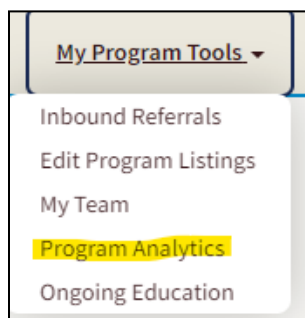 My Program Tools
Inbound Referrals
Edit Program Listings
My Team
Program Analytics
Ongoing Education